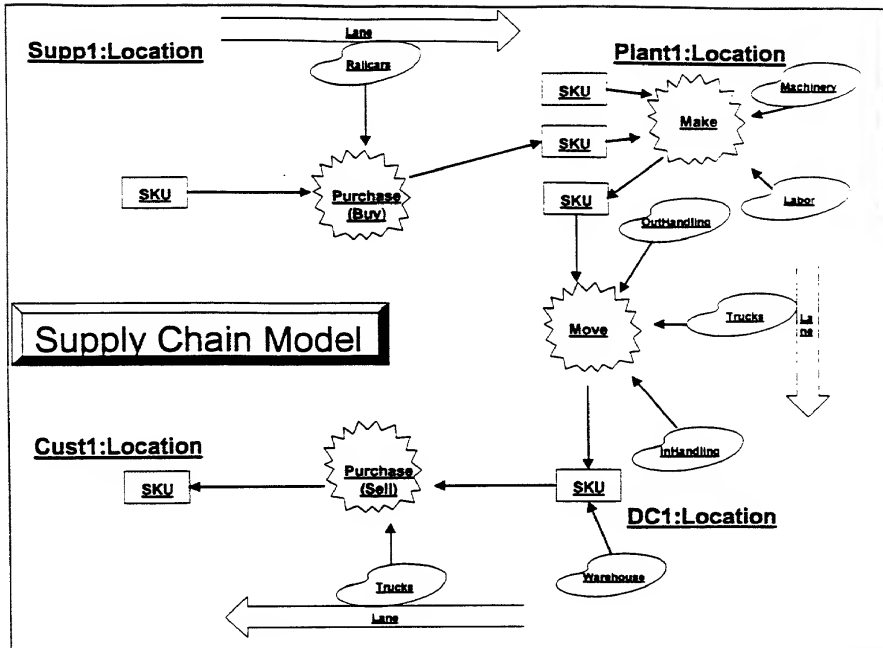 Lane
Supp1:Location
Railcars
Plant1:Location
SKU
Machinery
Make
SKU
SKU
Purchase
(Buy)
SKU
Labor
OutHandling
Supply Chain Model
Move
Trucks
La
ne
Cust1:Location
InHandling
SKU
Purchase
(Sell)
SKU
DC1:Location
Warehouse
Trucks
Lane